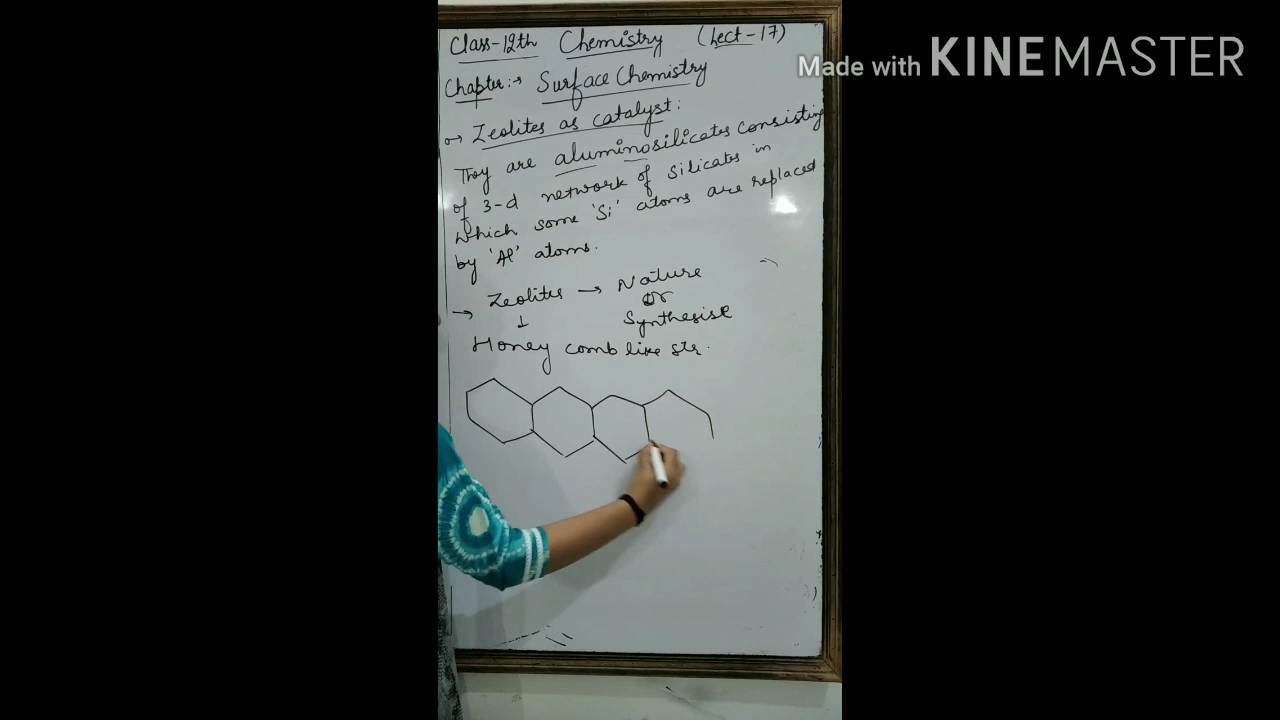 Class-12th Chemistry (Lect-17)
Made with KINEMASTER
Chapter:→ Surface Chemistry
→ Zeolites as catalyst:
They are aluminosilicates consisting
of 3-d network of silicates in
which some 'Si' atoms are replaced
by 'Al' atoms.
→ Zeolites → Nature
or
↓ Synthesise
Honey comb like str.